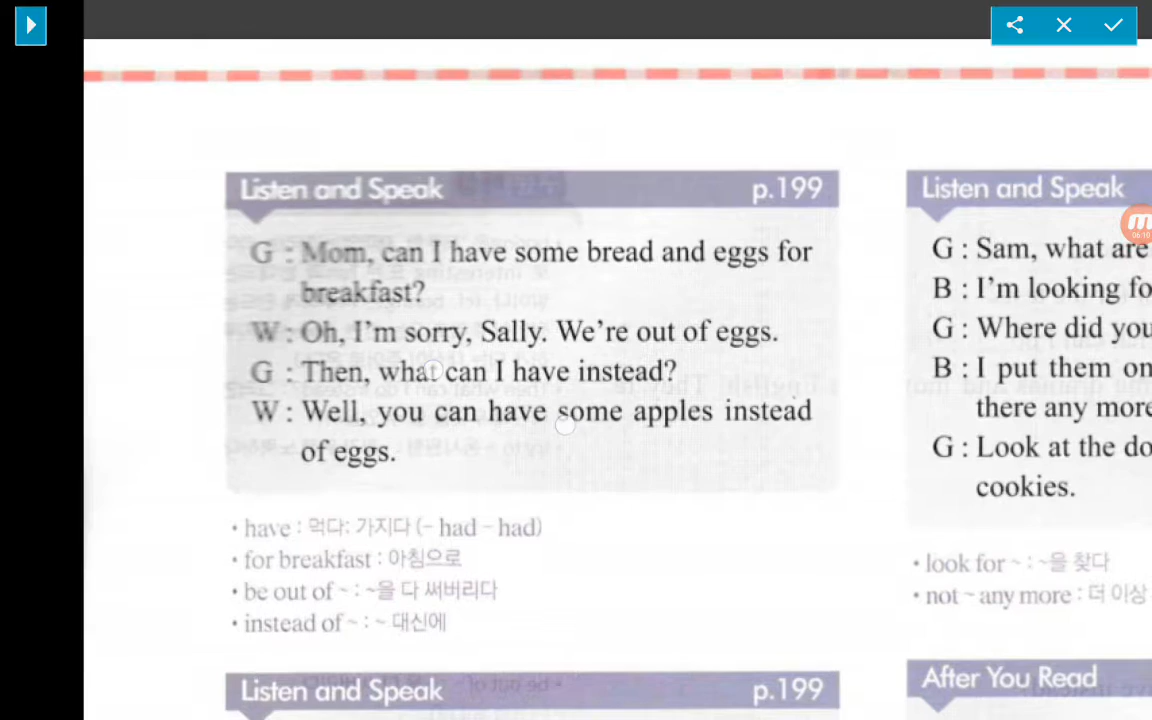 Listen and Speak p.199
G : Mom, can I have some bread and eggs for
breakfast?
W : Oh, I'm sorry, Sally. We're out of eggs.
G : Then, what can I have instead?
W : Well, you can have some apples instead
of eggs.
• have : 먹다: 가지다 (- had - had)
• for breakfast : 아침으로
• be out of ~ : ~을 다 써버리다
• instead of ~ : ~ 대신에
Listen and Speak p.199
Listen and Speak
G : Sam, what are
B : I'm looking fo
G : Where did you
B : I put them on
there any more
G : Look at the do
cookies.
• look for ~ : ~을 찾다
• not ~ any more : 더 이상
After You Read
06:10